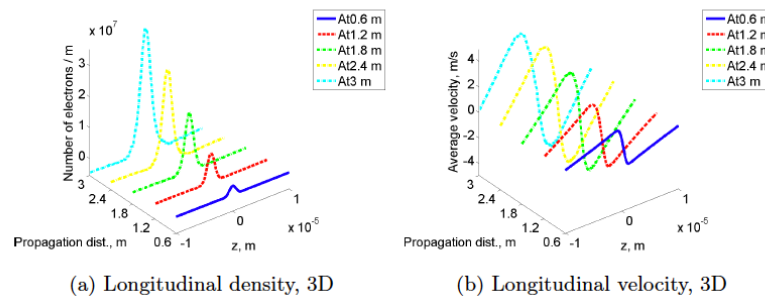 x 10^7
3
2
1
0
Number of electrons / m
3
2.4
1.8
1.2
0.6
Propagation dist., m
-1
0
1
x 10^-5
z, m
At0.6 m
At1.2 m
At1.8 m
At2.4 m
At3 m
(a) Longitudinal density, 3D
4
2
0
-2
-4
Average velocity, m/s
3
2.4
1.8
1.2
0.6
Propagation dist., m
-1
0
1
x 10^-5
z, m
At0.6 m
At1.2 m
At1.8 m
At2.4 m
At3 m
(b) Longitudinal velocity, 3D